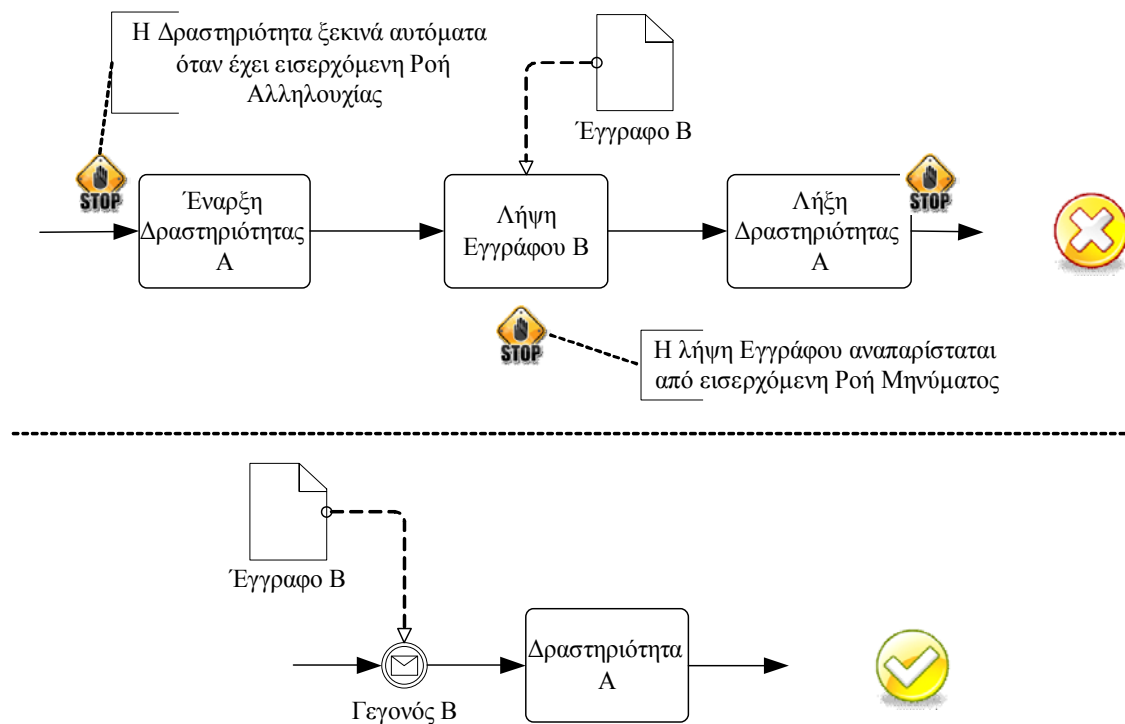 Η Δραστηριότητα ξεκινά αυτόματα
όταν έχει εισερχόμενη Ροή
Αλληλουχίας
Έγγραφο Β
STOP
STOP
Έναρξη
Δραστηριότητας
Α
Λήψη
Εγγράφου Β
Λήξη
Δραστηριότητας
Α
STOP
Η λήψη Εγγράφου αναπαρίσταται
από εισερχόμενη Ροή Μηνύματος
Έγγραφο Β
Δραστηριότητα
Α
Γεγονός Β